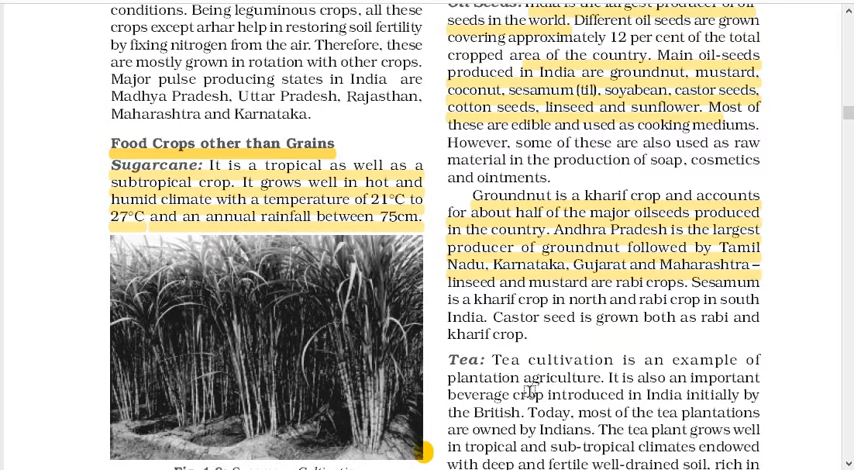 conditions. Being leguminous crops, all these
crops except arhar help in restoring soil fertility
by fixing nitrogen from the air. Therefore, these
are mostly grown in rotation with other crops.
Major pulse producing states in India are
Madhya Pradesh, Uttar Pradesh, Rajasthan,
Maharashtra and Karnataka.
Food Crops other than Grains
Sugarcane: It is a tropical as well as a
subtropical crop. It grows well in hot and
humid climate with a temperature of 21°C to
27°C and an annual rainfall between 75cm.
Oil Seeds: India is the largest producer of oil
seeds in the world. Different oil seeds are grown
covering approximately 12 per cent of the total
cropped area of the country. Main oil-seeds
produced in India are groundnut, mustard,
coconut, sesamum (til), soyabean, castor seeds,
cotton seeds, linseed and sunflower. Most of
these are edible and used as cooking mediums.
However, some of these are also used as raw
material in the production of soap, cosmetics
and ointments.
Groundnut is a kharif crop and accounts
for about half of the major oilseeds produced
in the country. Andhra Pradesh is the largest
producer of groundnut followed by Tamil
Nadu, Karnataka, Gujarat and Maharashtra –
linseed and mustard are rabi crops. Sesamum
is a kharif crop in north and rabi crop in south
India. Castor seed is grown both as rabi and
kharif crop.
Tea: Tea cultivation is an example of
plantation agriculture. It is also an important
beverage crop introduced in India initially by
the British. Today, most of the tea plantations
are owned by Indians. The tea plant grows well
in tropical and sub-tropical climates endowed
with deep and fertile well-drained soil, rich in